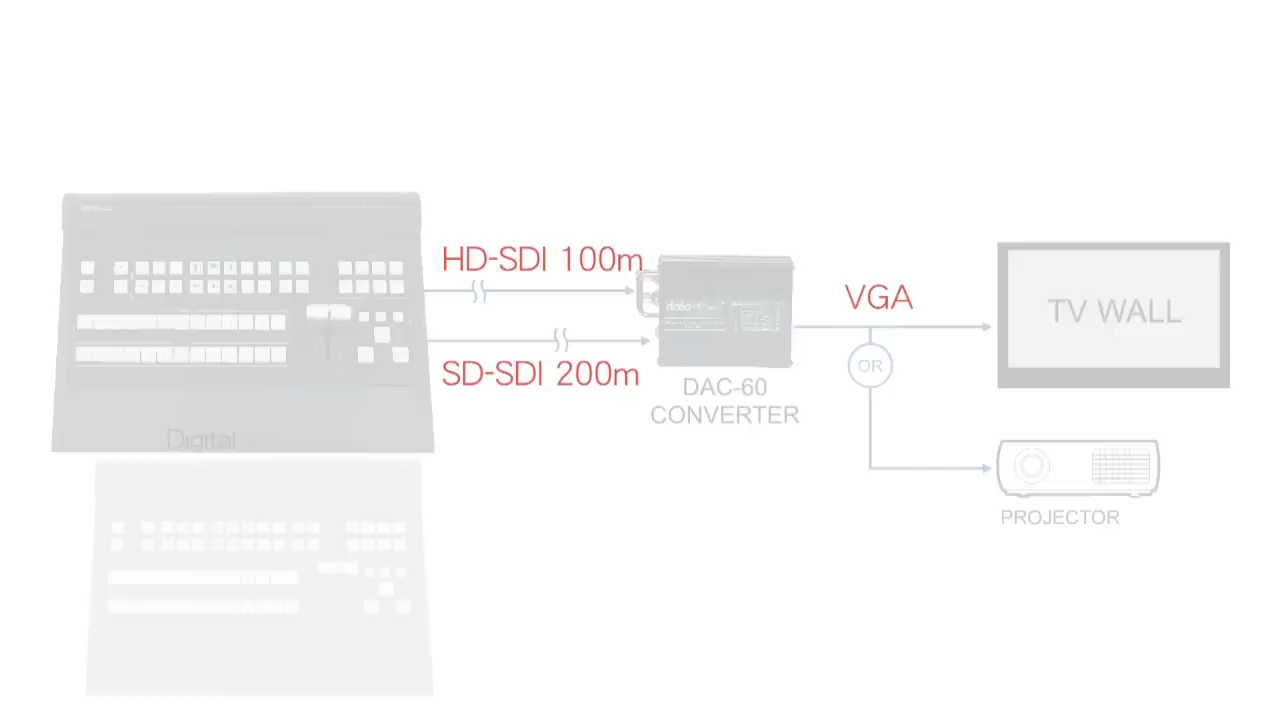 HD-SDI 100m
SD-SDI 200m
Digital
DAC-60
CONVERTER
VGA
OR
TV WALL
PROJECTOR